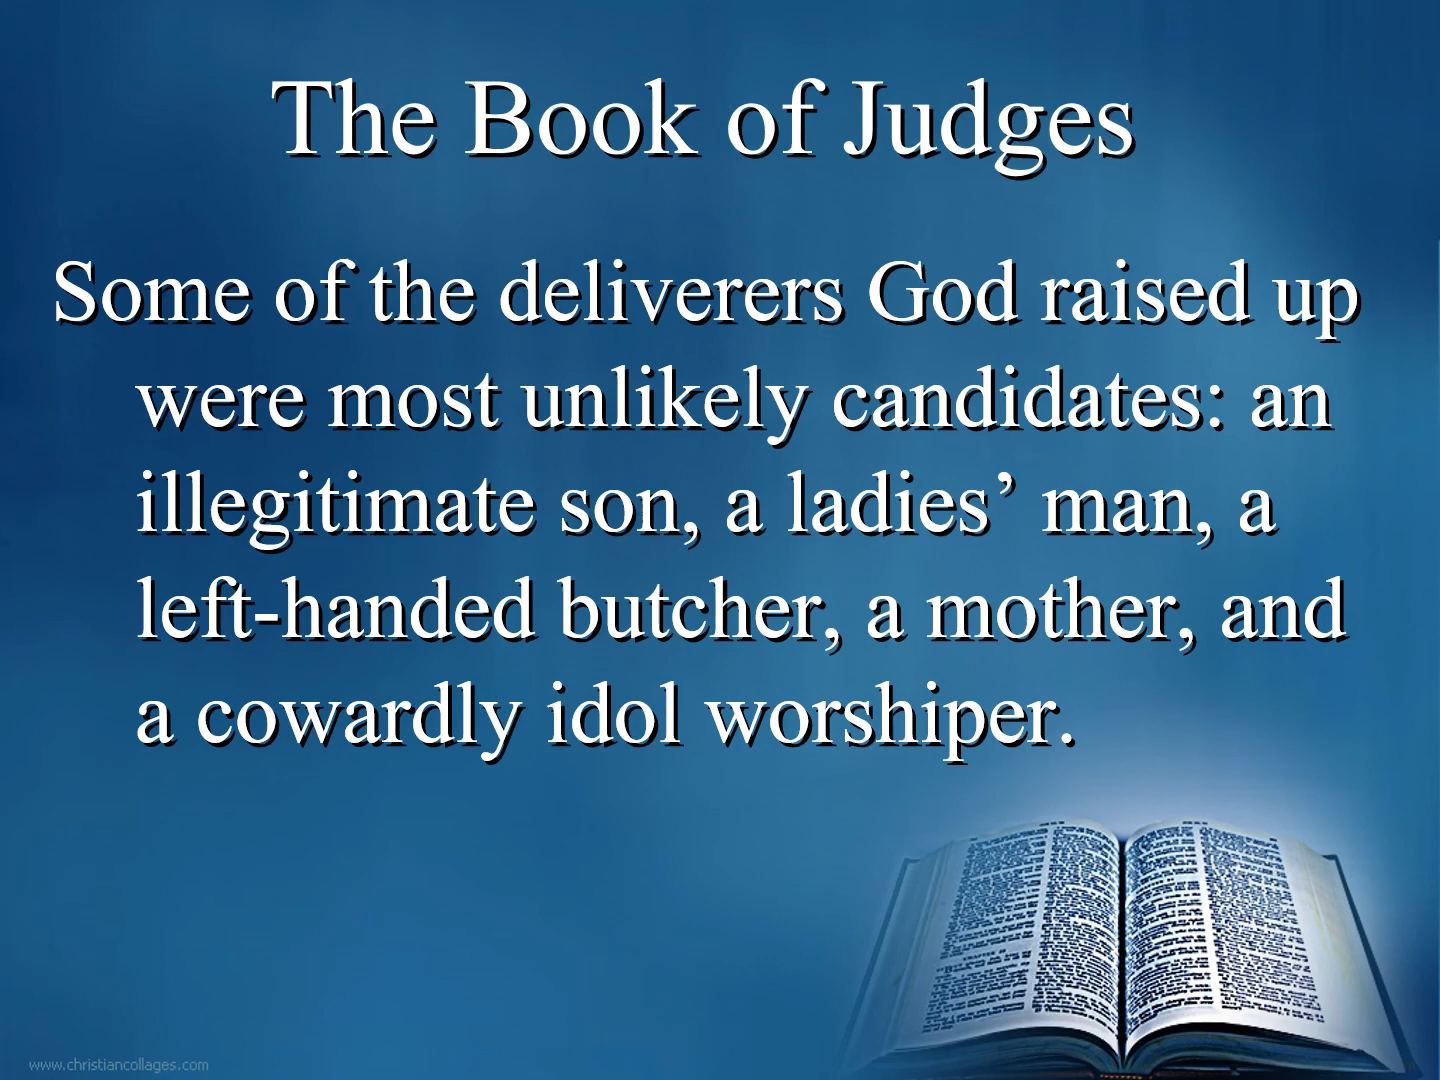 The Book of Judges
Some of the deliverers God raised up
were most unlikely candidates: an
illegitimate son, a ladies’ man, a
left-handed butcher, a mother, and
a cowardly idol worshiper.
www.christiancollages.com